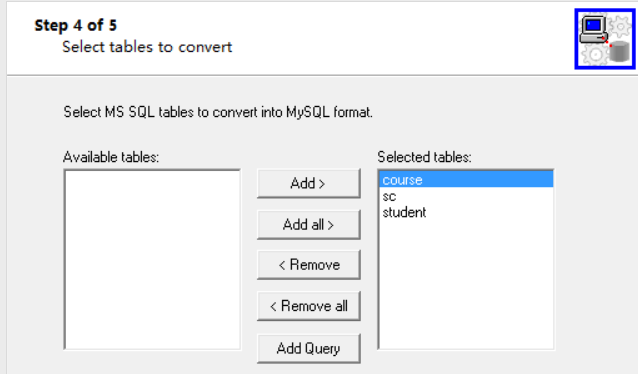 Step 4 of 5
Select tables to convert
Select MS SQL tables to convert into MySQL format.
Available tables:
Selected tables:
Add >
Add all >
< Remove
< Remove all
Add Query
course
sc
student